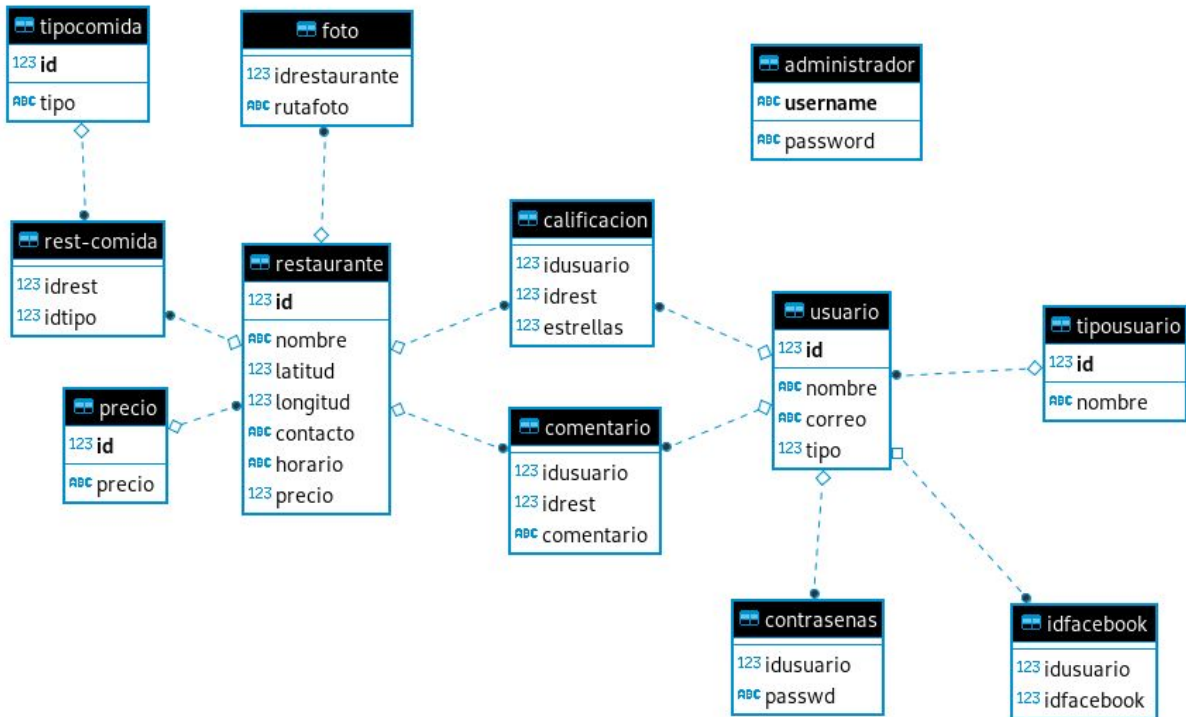 tipocomida
123 id
ABC tipo
foto
123 idrestaurante
ABC rutafoto
administrador
ABC username
ABC password
rest-comida
123 idrest
123 idtipo
restaurante
123 id
ABC nombre
123 latitud
123 longitud
ABC contacto
ABC horario
123 precio
calificacion
123 idusuario
123 idrest
123 estrellas
usuario
123 id
ABC nombre
ABC correo
123 tipo
tipousuario
123 id
ABC nombre
precio
123 id
ABC precio
comentario
123 idusuario
123 idrest
ABC comentario
contrasenas
123 idusuario
ABC passwd
idfacebook
123 idusuario
123 idfacebook